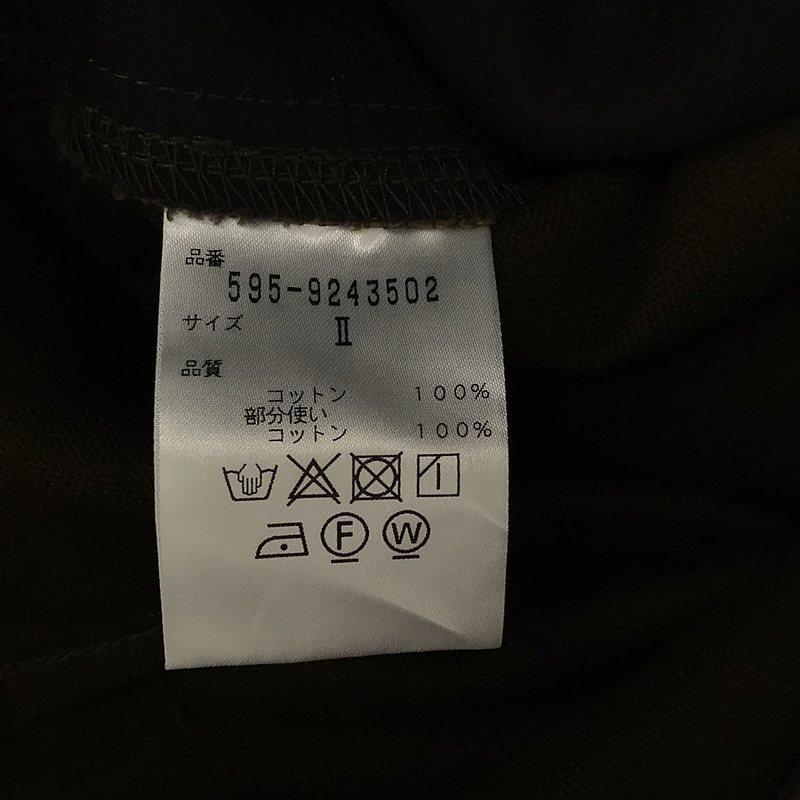 品番
595-9243502
サイズ
Ⅱ
品質
コットン 100%
部分使い
コットン 100%
F W